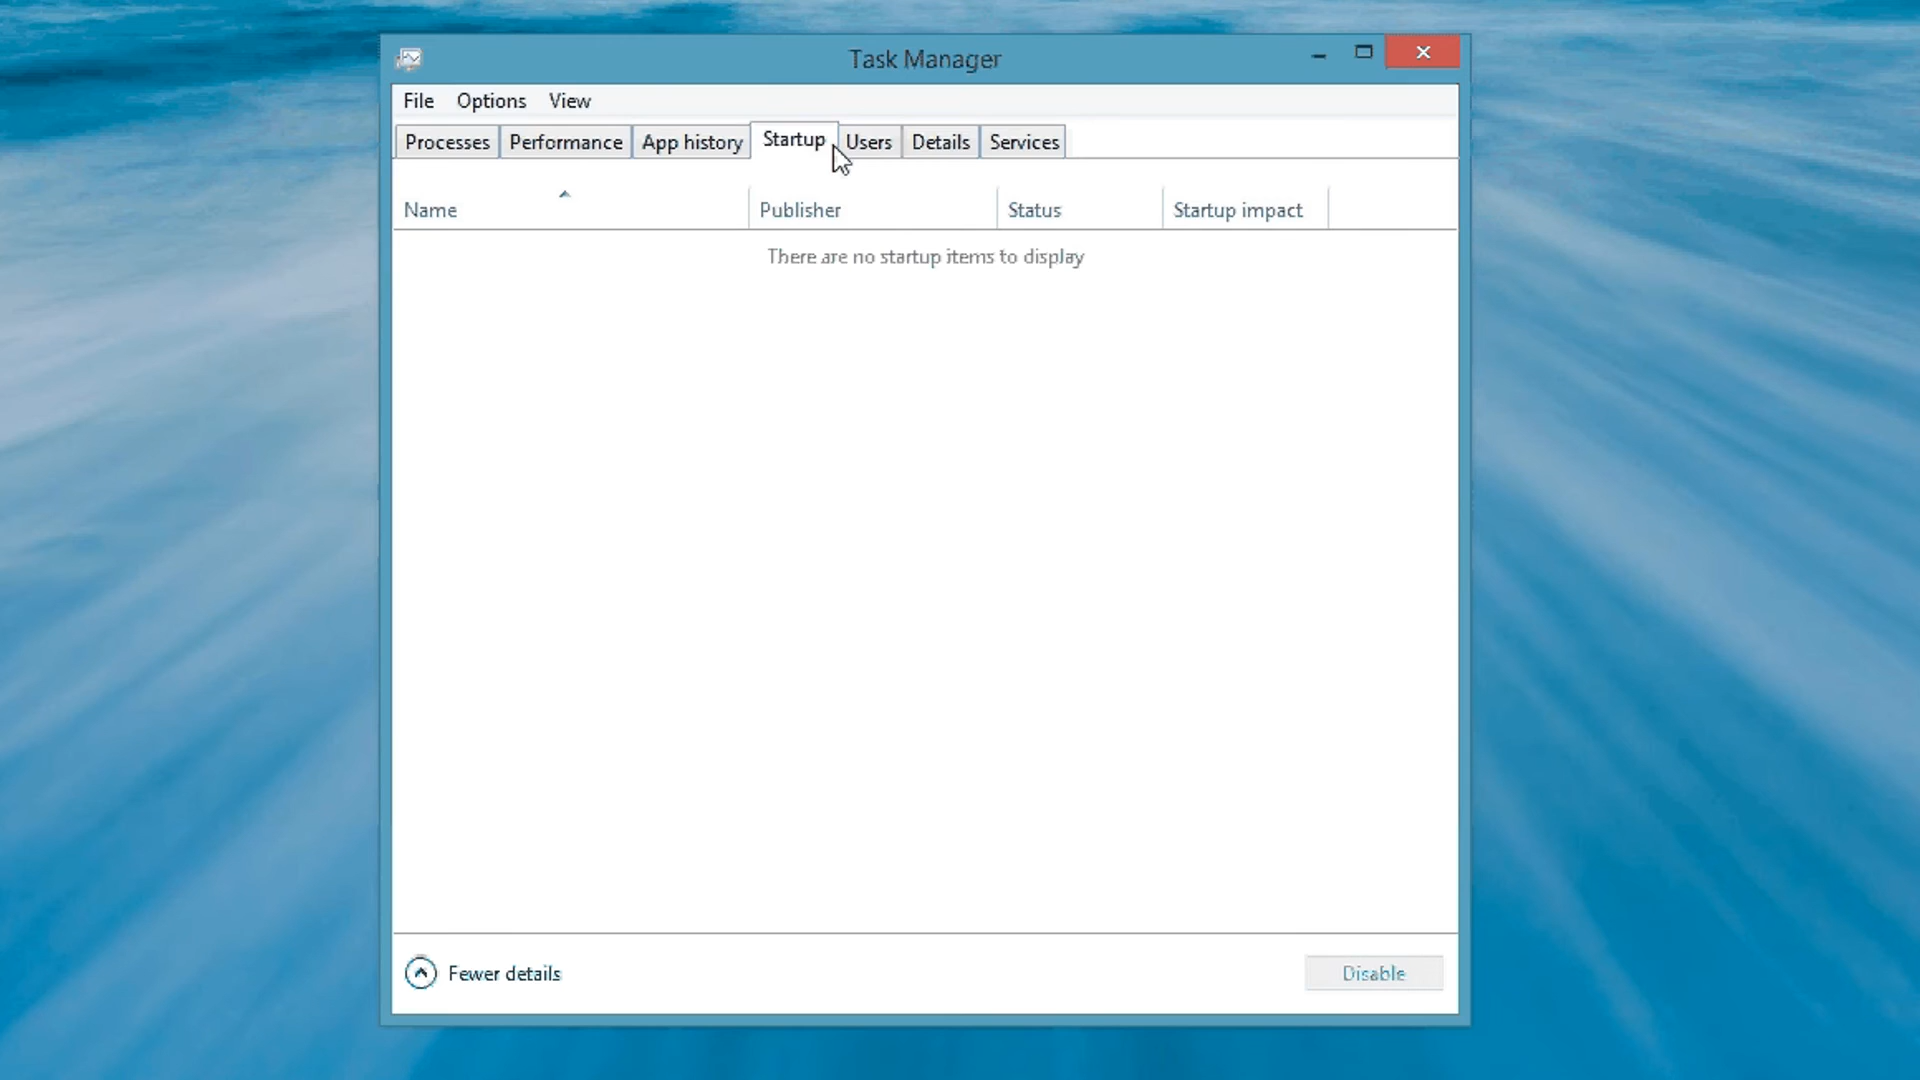 Task Manager
File Options View
Processes Performance App history Startup Users Details Services
Name Publisher Status Startup impact
There are no startup items to display
Fewer details Disable